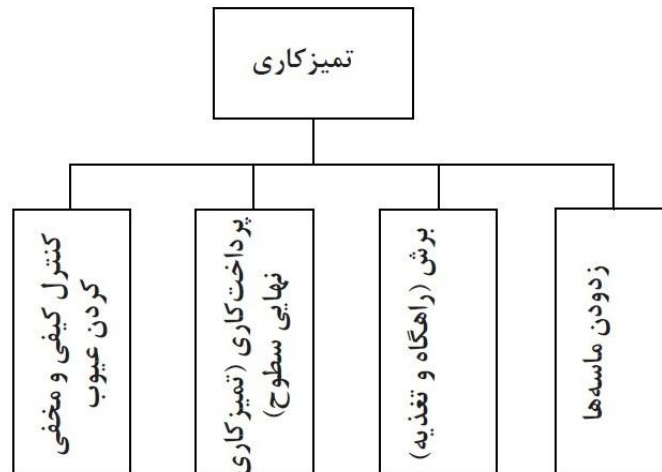 تمیزکاری
زدودن ماسه‌ها
برش (راهگاه و تغذیه)
پرداخت‌کاری (تمیزکاری
نهایی سطوح)
کنترل کیفی و مخفی
کردن عیوب